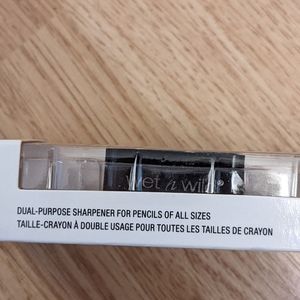 wet n wild
DUAL-PURPOSE SHARPENER FOR PENCILS OF ALL SIZES
TAILLE-CRAYON À DOUBLE USAGE POUR TOUTES LES TAILLES DE CRAYON